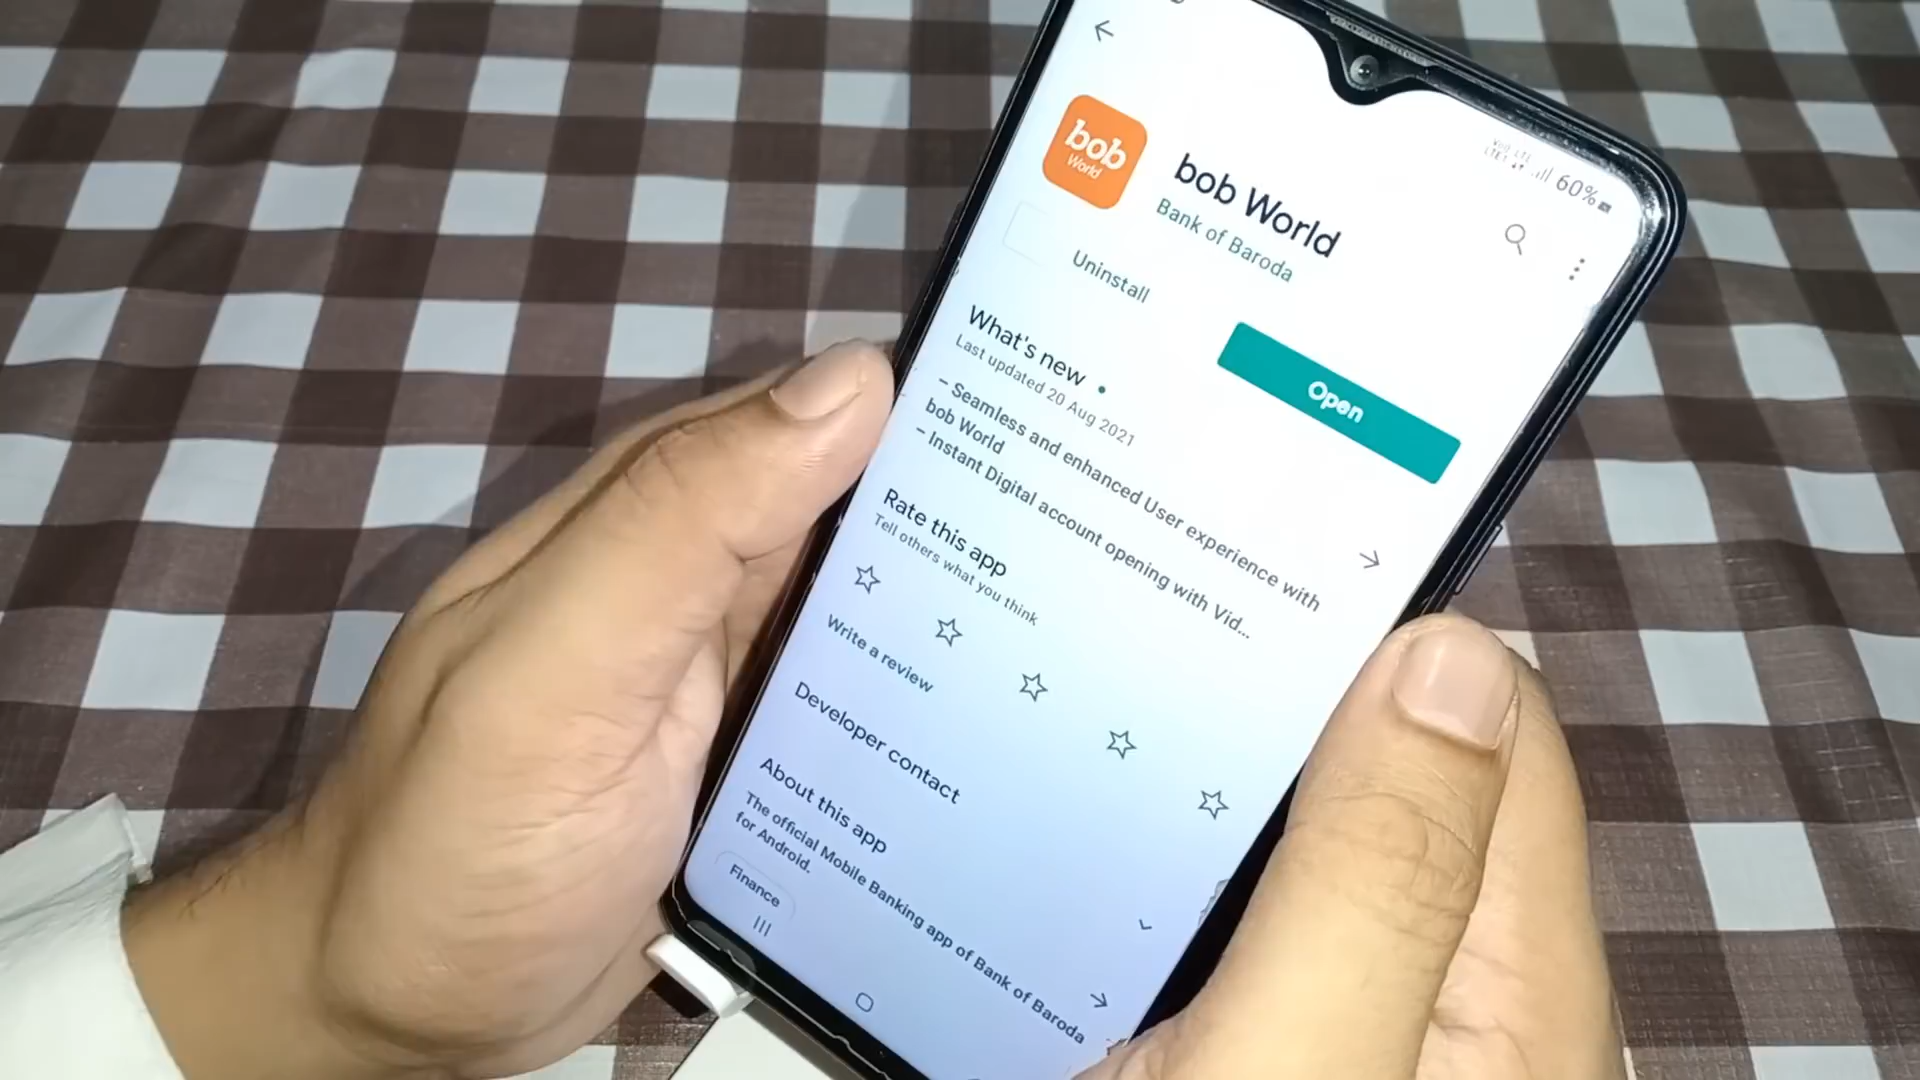 Voll LTE
LTE1
60%
bob
World
bob World
Bank of Baroda
Uninstall
Open
What's new
Last updated 20 Aug 2021
- Seamless and enhanced User experience with
bob World
- Instant Digital account opening with Vid...
Rate this app
Tell others what you think
Write a review
Developer contact
About this app
The official Mobile Banking app of Bank of Baroda
for Android.
Finance